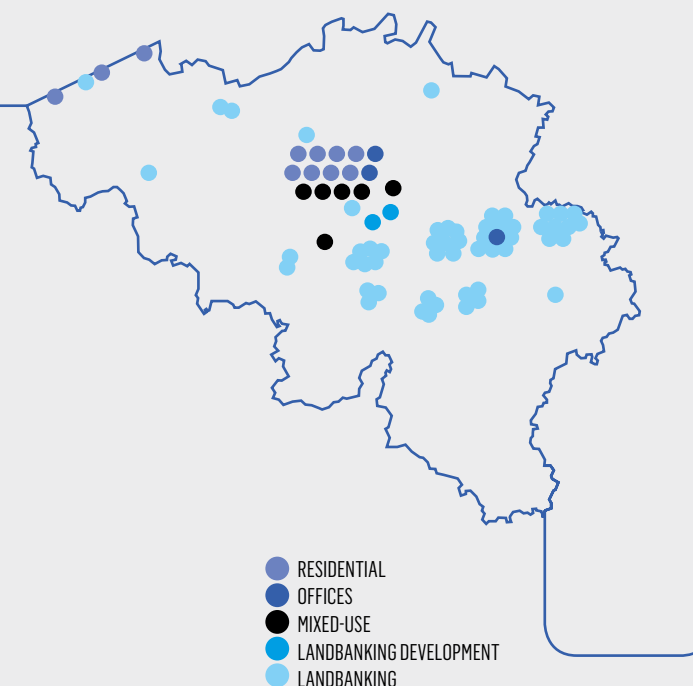 RESIDENTIAL
OFFICES
MIXED-USE
LANDBANKING DEVELOPMENT
LANDBANKING